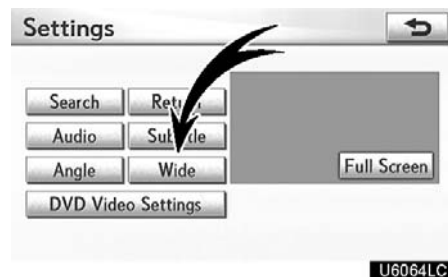 Settings
Search Return
Audio Subtitle
Angle Wide Full Screen
DVD Video Settings
U6064LC